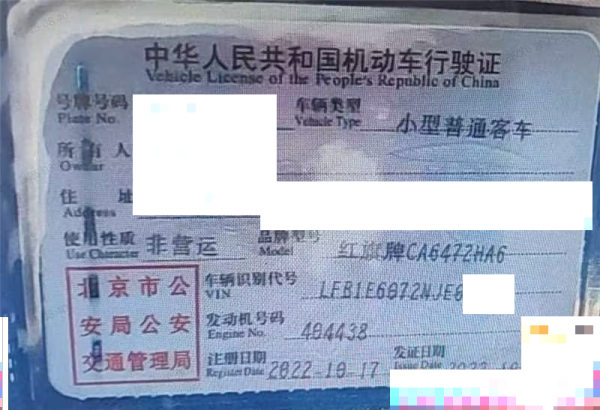 中华人民共和国机动车行驶证
Vehicle License of the People's Republic of China
号牌号码 车辆类型 小型普通客车
Plate No. Vehicle Type
所有人
Owner
住址
Address
使用性质 非营运 品牌型号 红旗牌CA6472HA6
Use Character Model
北京市公 车辆识别代号 LFB1E6072NJE6
安局公安 VIN
交通管理局 发动机号码 404438
Engine No.
注册日期 2022-10-17 发证日期
Register Date Issue Date